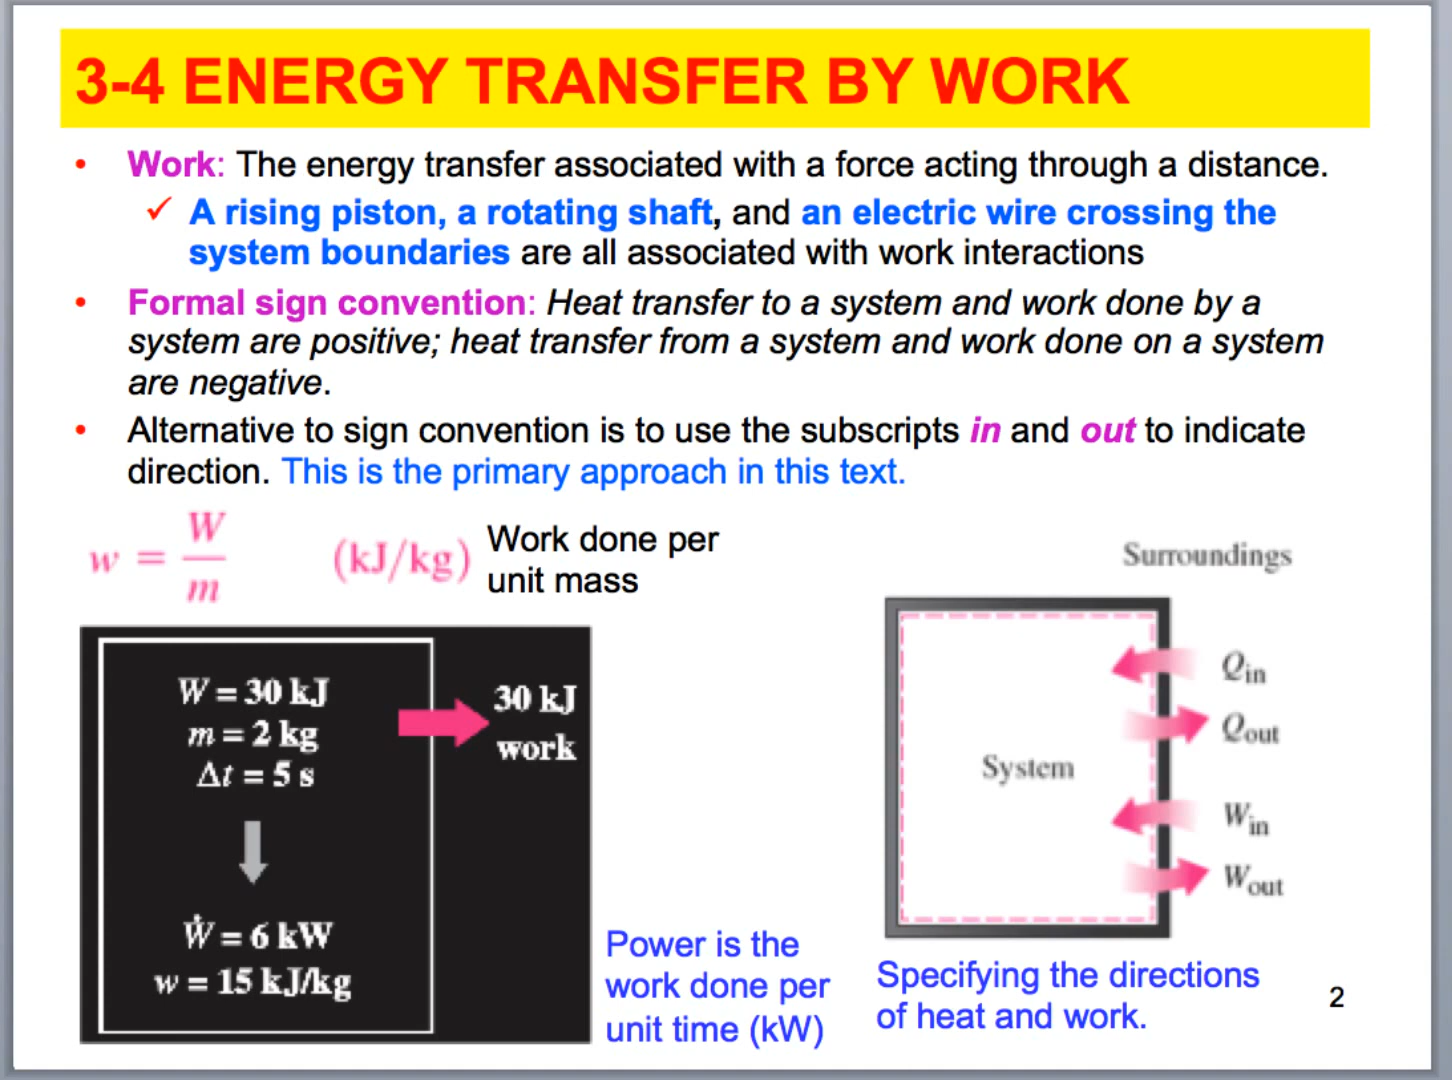 3-4 ENERGY TRANSFER BY WORK
• Work: The energy transfer associated with a force acting through a distance.
✓ A rising piston, a rotating shaft, and an electric wire crossing the
system boundaries are all associated with work interactions
• Formal sign convention: Heat transfer to a system and work done by a
system are positive; heat transfer from a system and work done on a system
are negative.
• Alternative to sign convention is to use the subscripts in and out to indicate
direction. This is the primary approach in this text.
w = W/m (kJ/kg)
Work done per
unit mass
W = 30 kJ
m = 2 kg
Δt = 5 s
Ẇ = 6 kW
w = 15 kJ/kg
30 kJ
work
Power is the
work done per
unit time (kW)
Surroundings
System
Qin
Qout
Win
Wout
Specifying the directions
of heat and work.
2